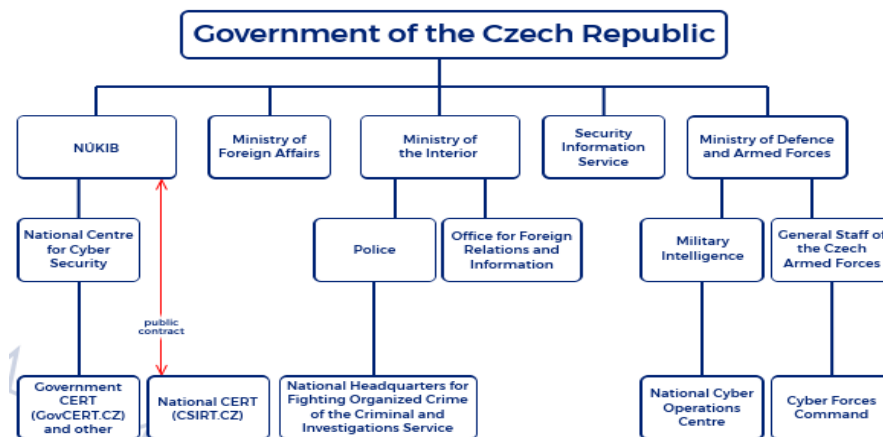 Government of the Czech Republic
NÚKIB
Ministry of
Foreign Affairs
Ministry of
the Interior
Security
Information
Service
Ministry of Defence
and Armed Forces
National Centre
for Cyber
Security
Police
Office for Foreign
Relations and
Information
Military
Intelligence
General Staff of
the Czech
Armed Forces
public
contract
Government
CERT
(GovCERT.CZ)
and other
National CERT
(CSIRT.CZ)
National Headquarters for
Fighting Organized Crime
of the Criminal and
Investigations Service
National Cyber
Operations
Centre
Cyber Forces
Command